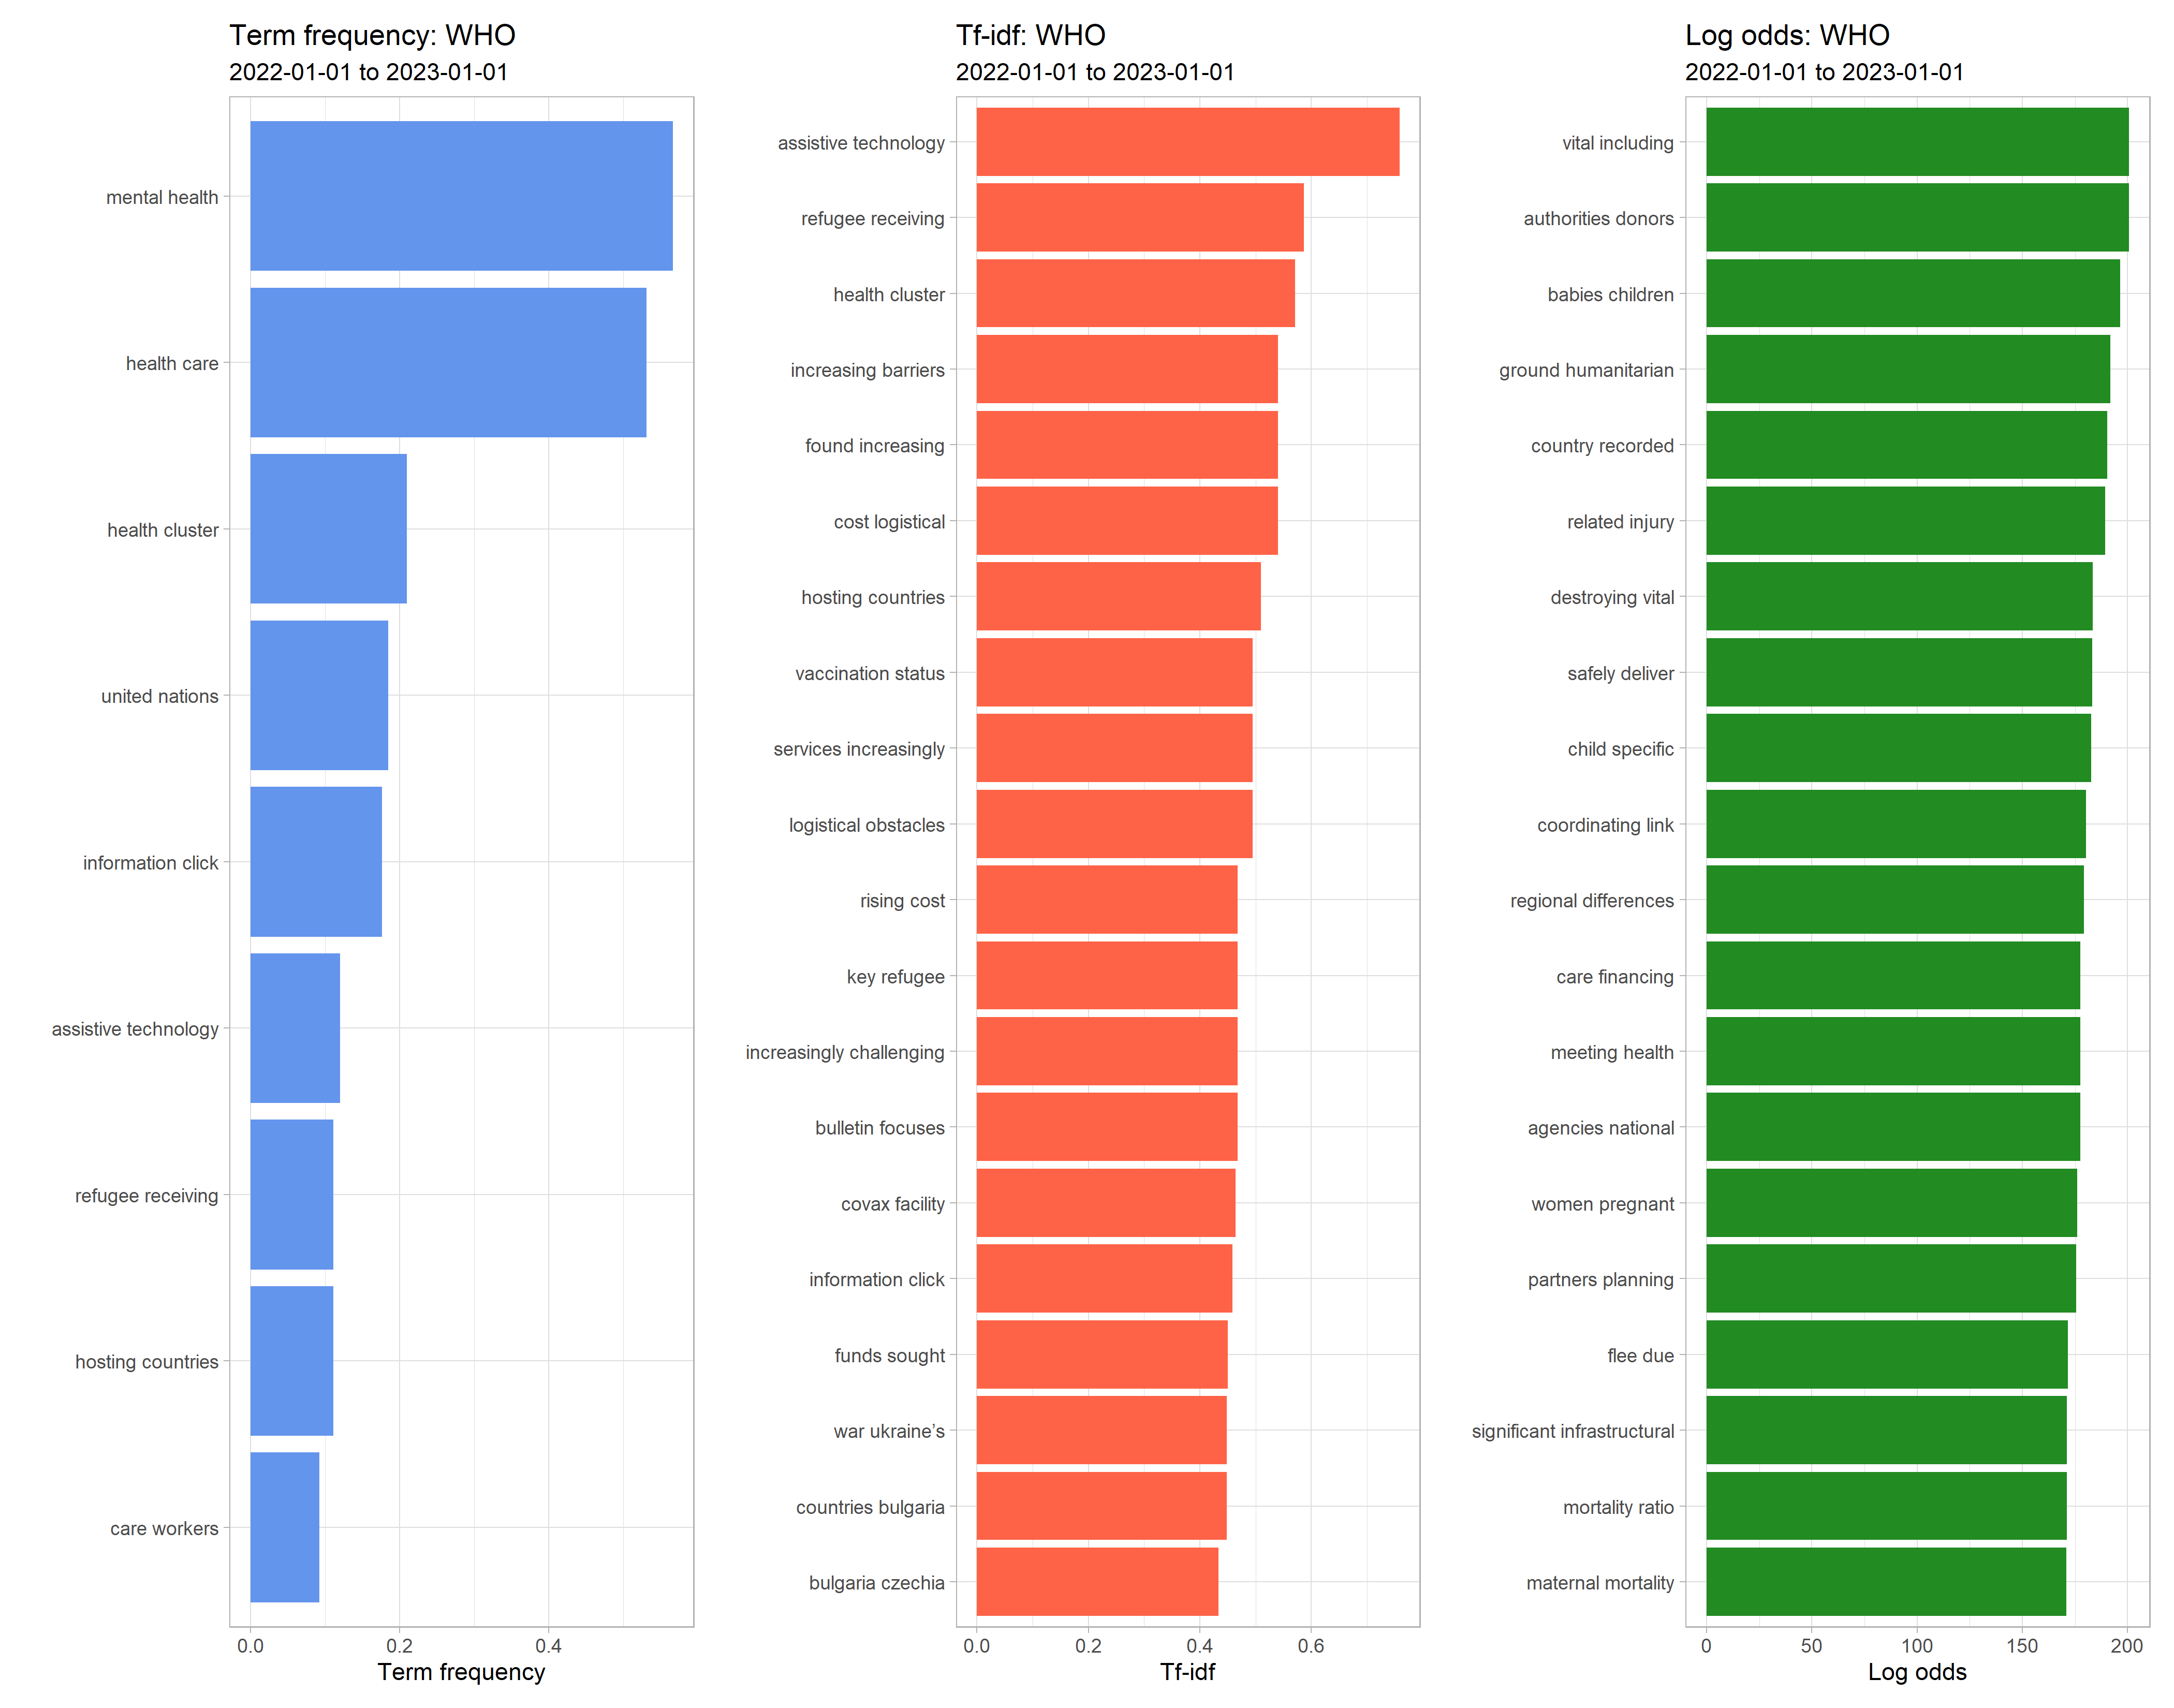 Term frequency: WHO
2022-01-01 to 2023-01-01
mental health
health care
health cluster
united nations
information click
assistive technology
refugee receiving
hosting countries
care workers
0.0 0.2 0.4
Term frequency
Tf-idf: WHO
2022-01-01 to 2023-01-01
assistive technology
refugee receiving
health cluster
increasing barriers
found increasing
cost logistical
hosting countries
vaccination status
services increasingly
logistical obstacles
rising cost
key refugee
increasingly challenging
bulletin focuses
covax facility
information click
funds sought
war ukraine’s
countries bulgaria
bulgaria czechia
0.0 0.2 0.4 0.6
Tf-idf
Log odds: WHO
2022-01-01 to 2023-01-01
vital including
authorities donors
babies children
ground humanitarian
country recorded
related injury
destroying vital
safely deliver
child specific
coordinating link
regional differences
care financing
meeting health
agencies national
women pregnant
partners planning
flee due
significant infrastructural
mortality ratio
maternal mortality
0 50 100 150 200
Log odds